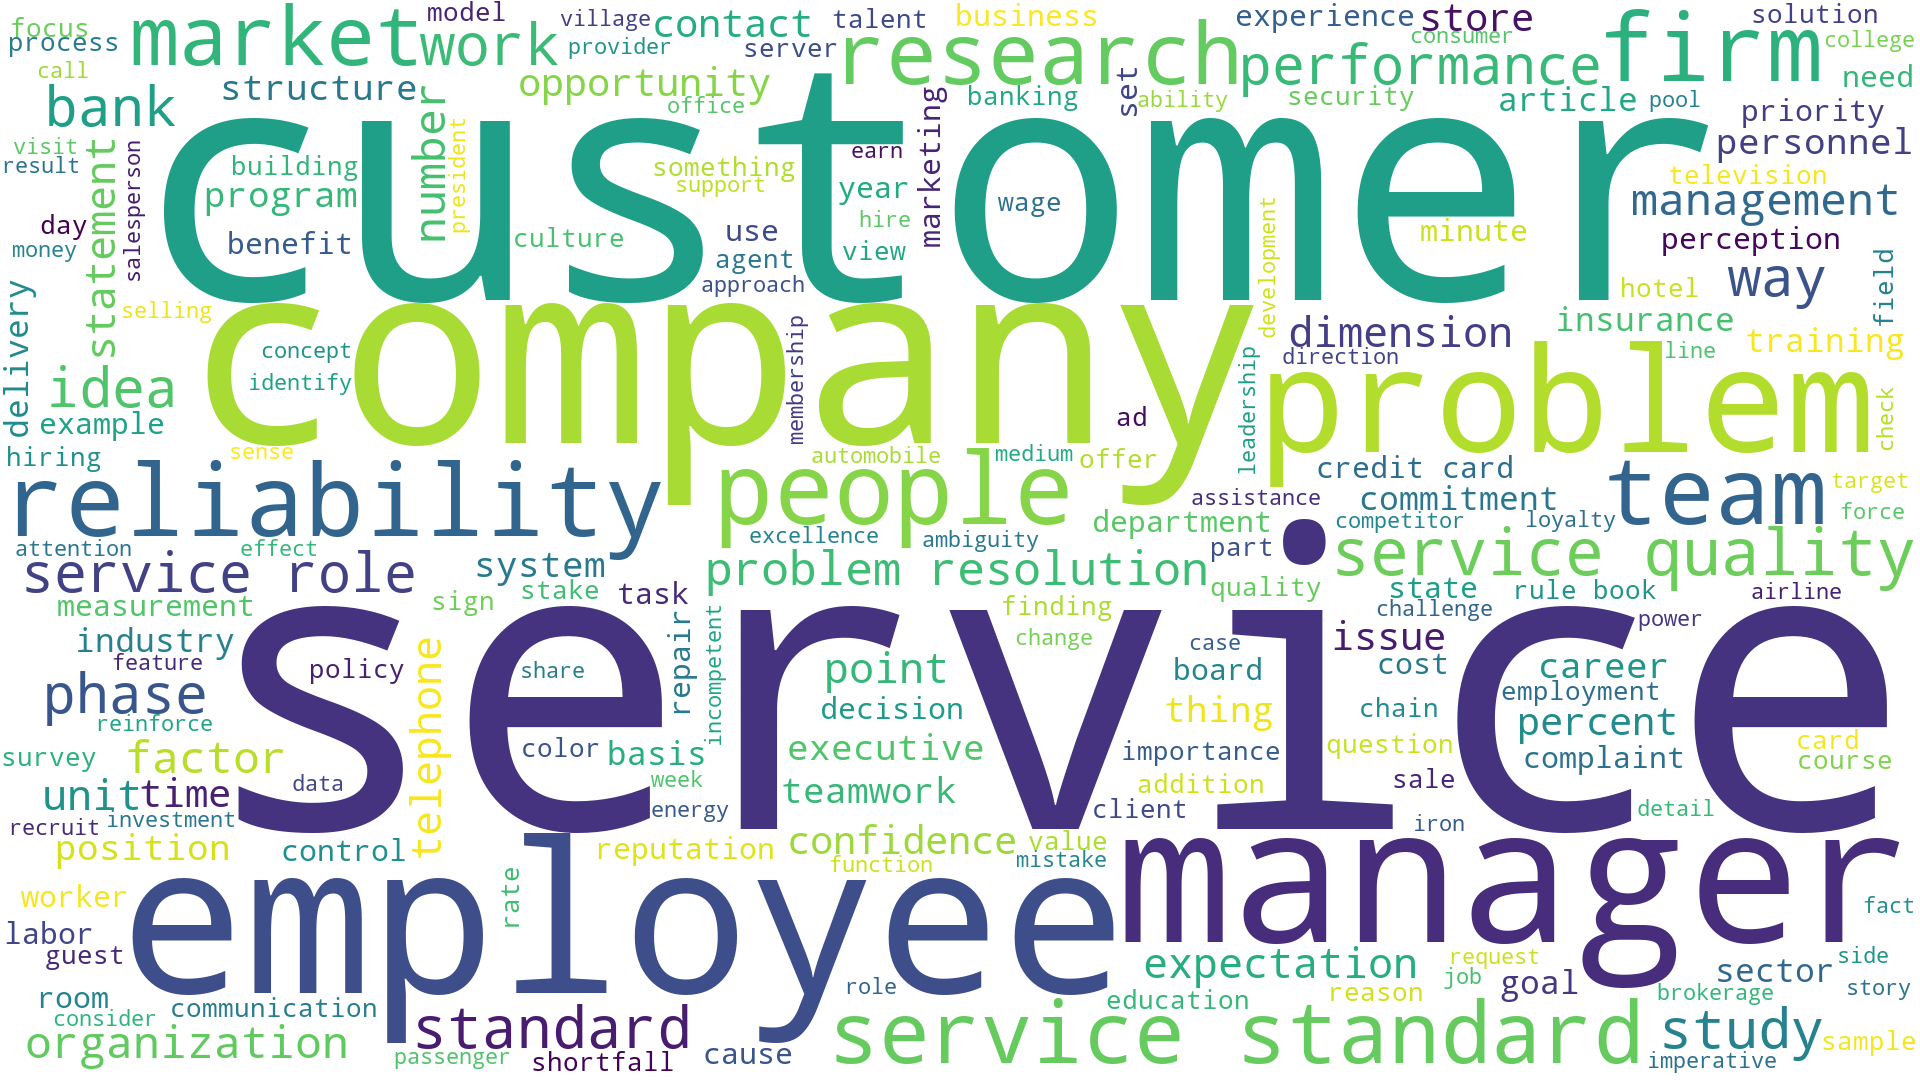 focus
process
call
market
work
model
village
provider
contact
server
talent
research
business
experience
store
consumer
performance
firm
solution
college
need
bank
structure
number
opportunity
office
marketing
banking
set
ability
security
article
pool
priority
personnel
visit
result
statement
salesperson
building
program
president
customer
something
support
earn
year
hire
wage
television
management
day
money
benefit
culture
use
agent
view
approach
development
minute
perception
way
field
hotel
delivery
selling
company
concept
identify
membership
leadership
dimension
direction
insurance
line
training
idea
example
problem
check
ad
hiring
sense
reliability
people
automobile
medium
offer
credit card
commitment
team
target
force
assistance
department
competitor
loyalty
attention
effect
excellence
ambiguity
part
service quality
service role
system
problem resolution
quality
state
rule book
airline
measurement
sign
stake
task
finding
challenge
power
industry
feature
policy
service
share
repair
incompetent
change
case
issue
phase
reinforce
telephone
point
board
cost
career
employment
decision
thing
chain
percent
survey
factor
color
basis
executive
importance
question
complaint
card
course
data
week
teamwork
addition
sale
unit
time
recruit
investment
energy
client
iron
detail
position
control
reputation
confidence
value
function
mistake
manager
worker
employee
rate
fact
labor
guest
expectation
request
job
goal
sector
side
room
communication
consider
role
education
reason
brokerage
story
organization
standard
passenger
shortfall
cause
service standard
study
imperative
sample